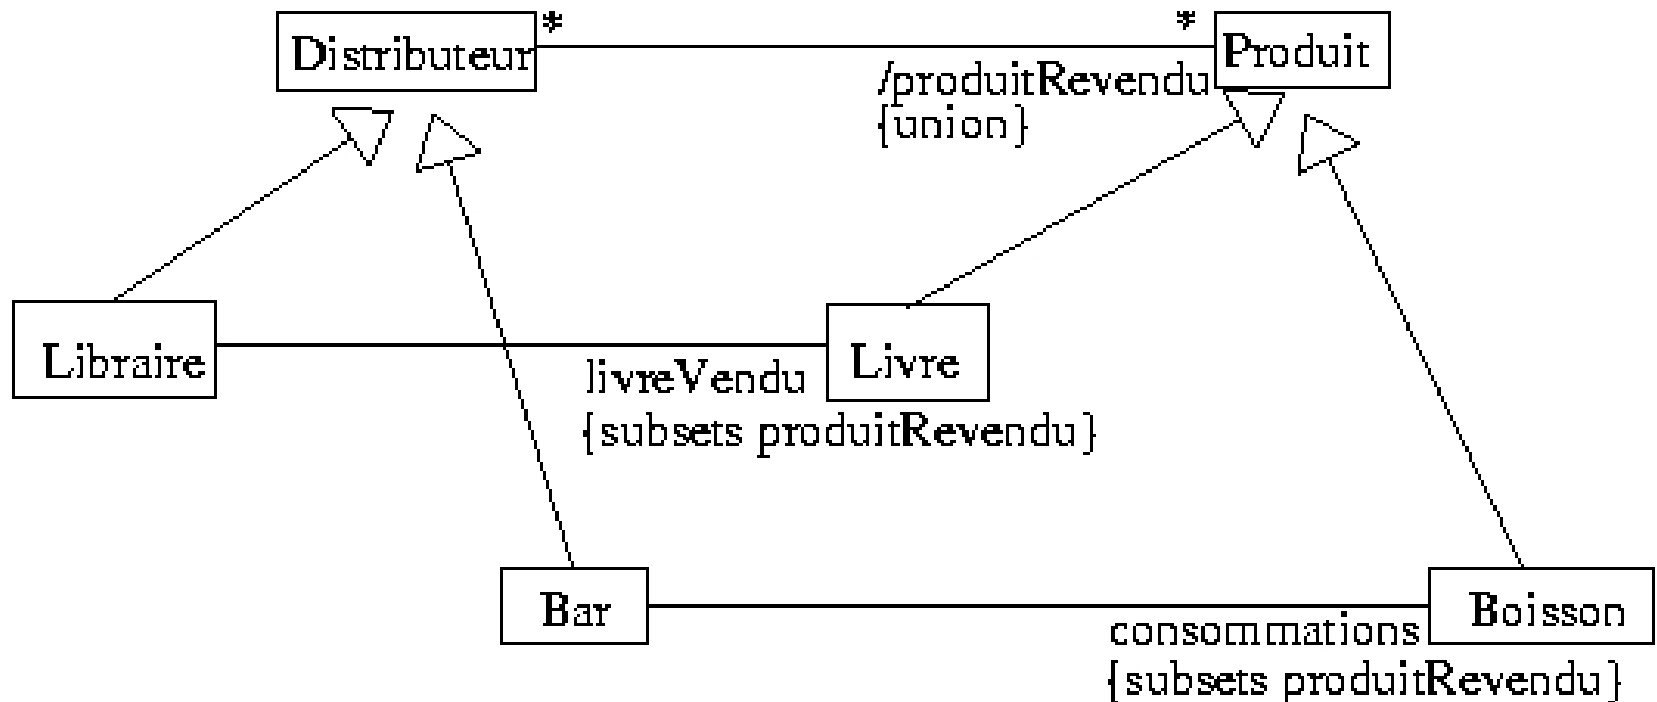 Distributeur
*
*
Produit
/produitRevendu
{union}
Libraire
Livre
livreVendu
{subsets produitRevendu}
Bar
Boisson
consommations
{subsets produitRevendu}